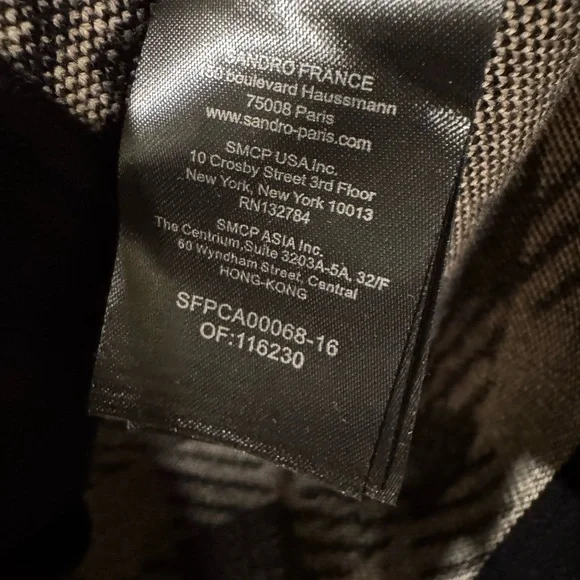 SANDRO FRANCE
150 boulevard Haussmann
75008 Paris
www.sandro-paris.com
SMCP USA Inc.
10 Crosby Street 3rd Floor
New York, New York 10013
RN132784
SMCP ASIA Inc.
The Centrium,Suite 3203A-5A, 32/F
60 Wyndham Street, Central
HONG-KONG
SFPCA00068-16
OF:116230